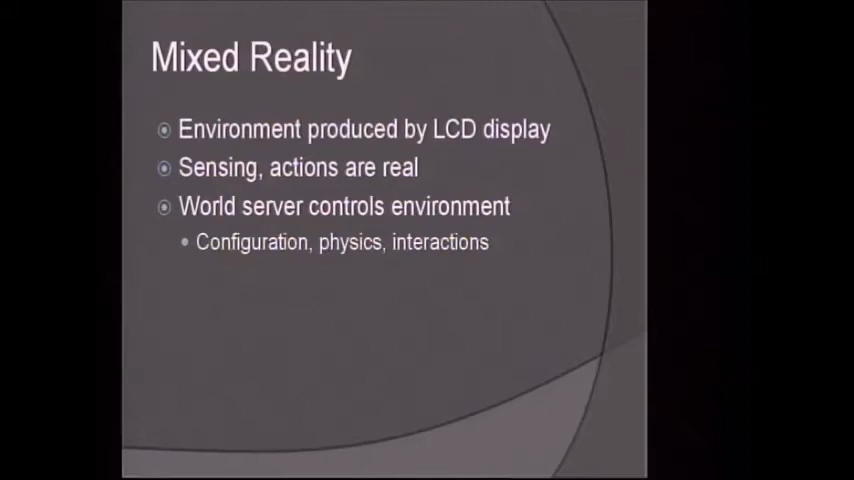 Mixed Reality
Environment produced by LCD display
Sensing, actions are real
World server controls environment
Configuration, physics, interactions